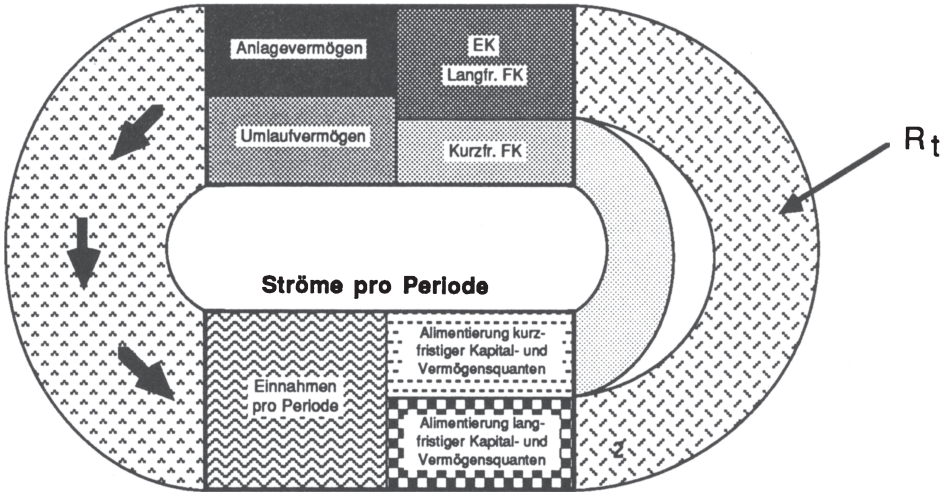 Anlagevermögen
EK
Langfr. FK
Umlaufvermögen
Kurzfr. FK
R t
Ströme pro Periode
Einnahmen
pro Periode
Alimentierung kurz-
fristiger Kapital- und
Vermögensquanten
Alimentierung lang-
fristiger Kapital- und
Vermögensquanten
2